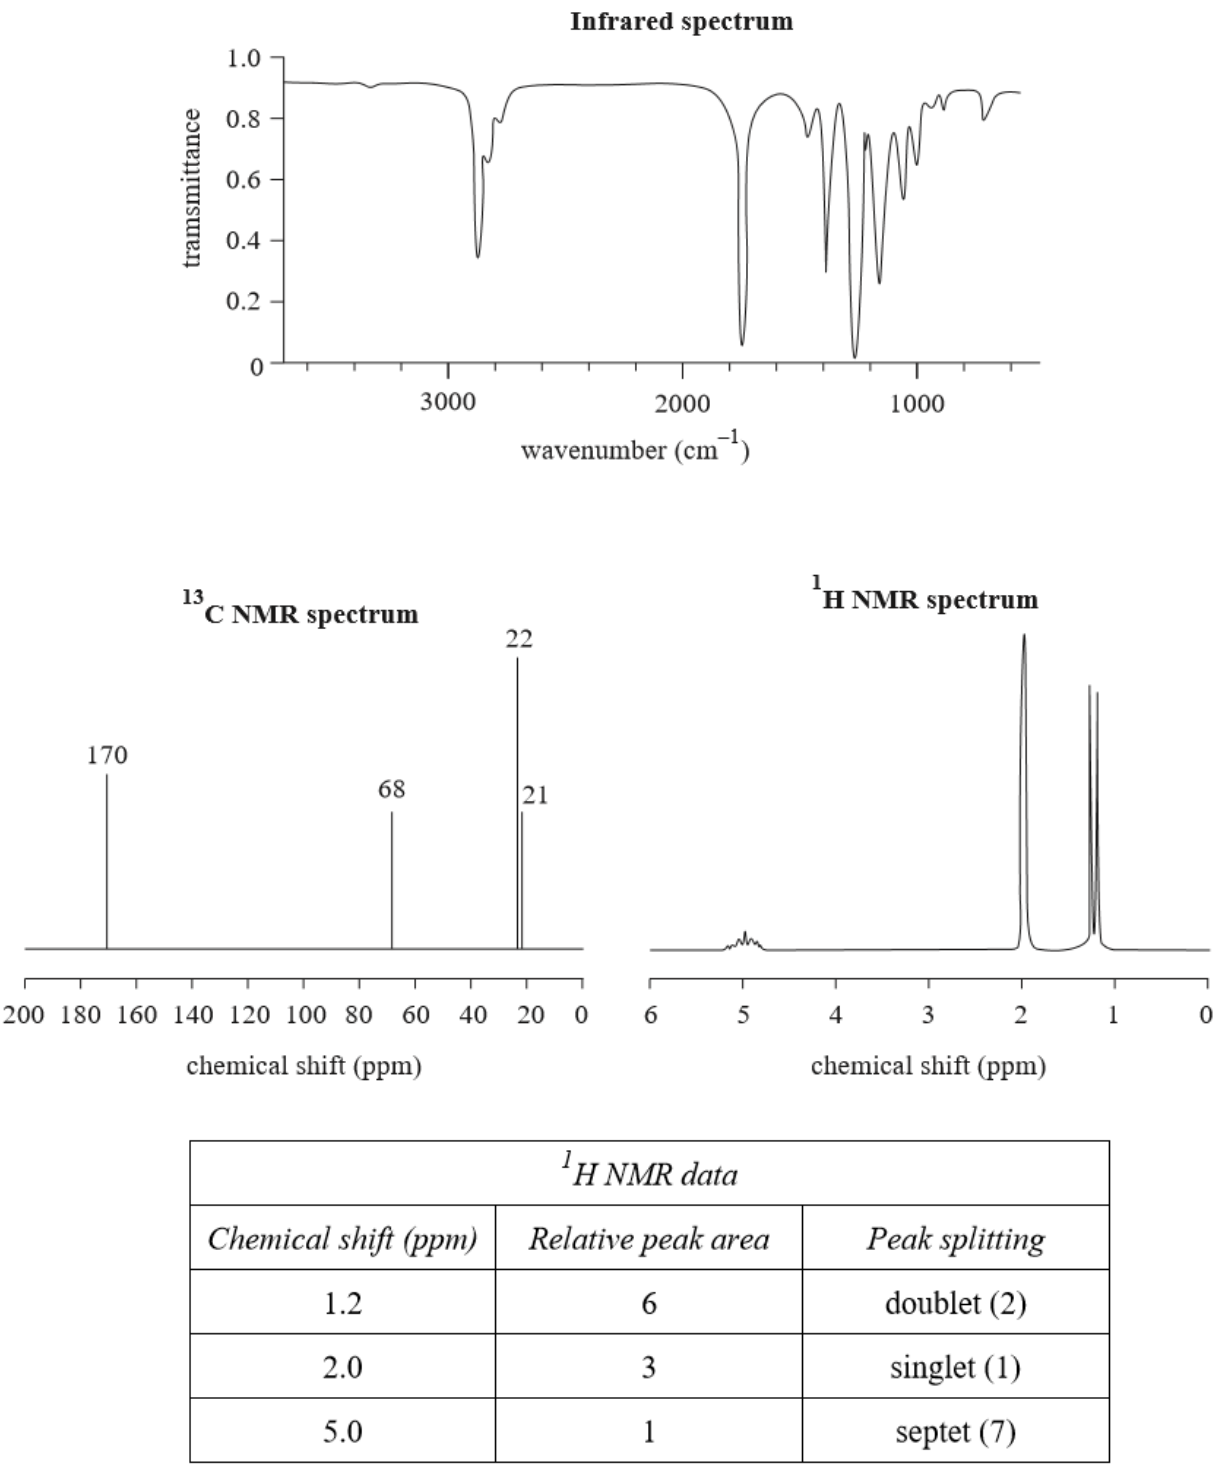 Infrared spectrum
1.0
0.8
0.6
0.4
0.2
0
tramsmittance
3000 2000 1000
wavenumber (cm⁻¹)
¹³C NMR spectrum
170
68
22
21
200 180 160 140 120 100 80 60 40 20 0
chemical shift (ppm)
¹H NMR spectrum
6 5 4 3 2 1 0
chemical shift (ppm)
¹H NMR data
Chemical shift (ppm) Relative peak area Peak splitting
1.2 6 doublet (2)
2.0 3 singlet (1)
5.0 1 septet (7)